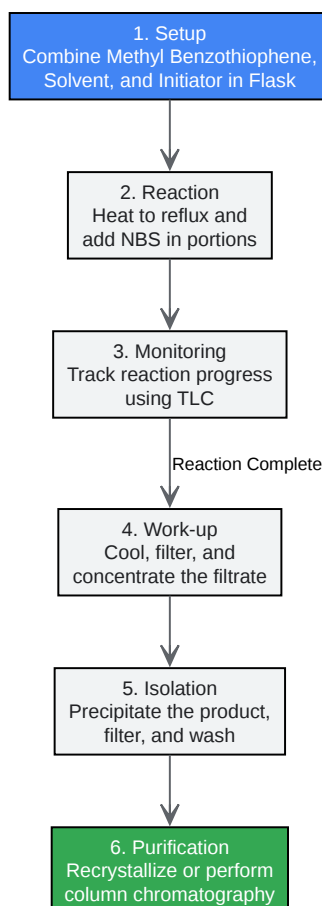 1. Setup
Combine Methyl Benzothiophene,
Solvent, and Initiator in Flask
2. Reaction
Heat to reflux and
add NBS in portions
3. Monitoring
Track reaction progress
using TLC
Reaction Complete
4. Work-up
Cool, filter, and
concentrate the filtrate
5. Isolation
Precipitate the product,
filter, and wash
6. Purification
Recrystallize or perform
column chromatography